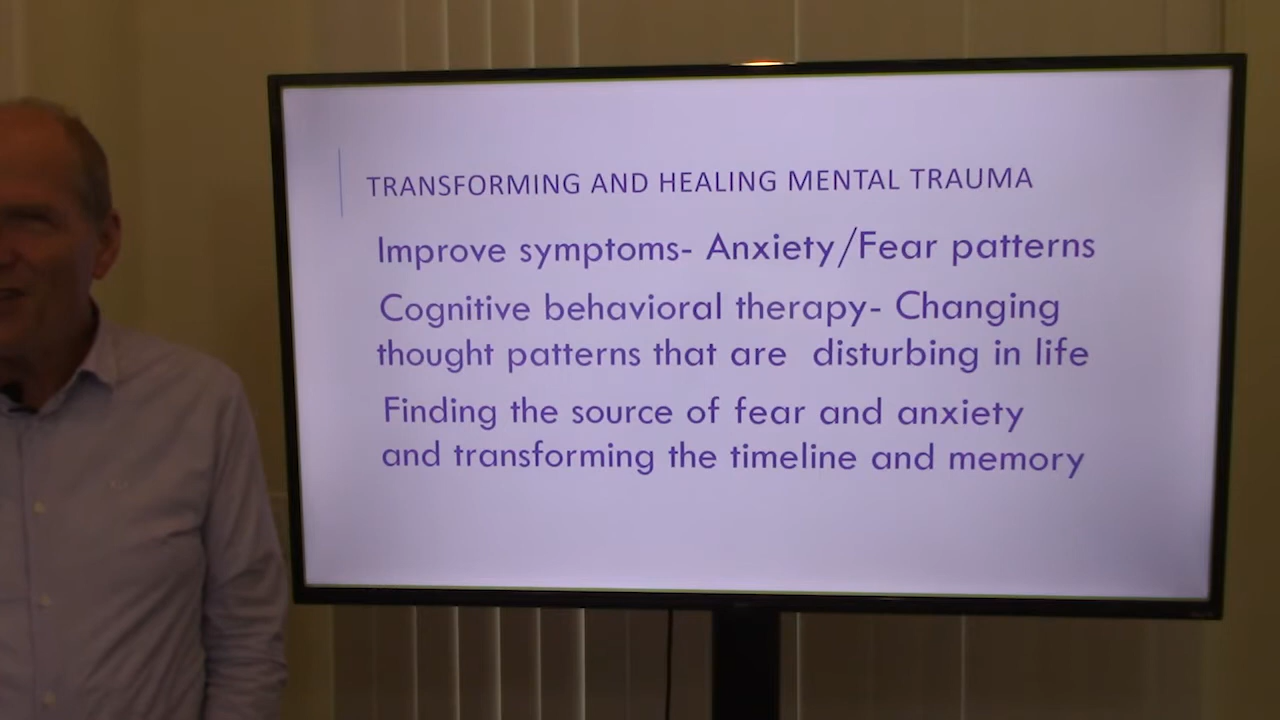 TRANSFORMING AND HEALING MENTAL TRAUMA
Improve symptoms- Anxiety/Fear patterns
Cognitive behavioral therapy- Changing
thought patterns that are disturbing in life
Finding the source of fear and anxiety
and transforming the timeline and memory